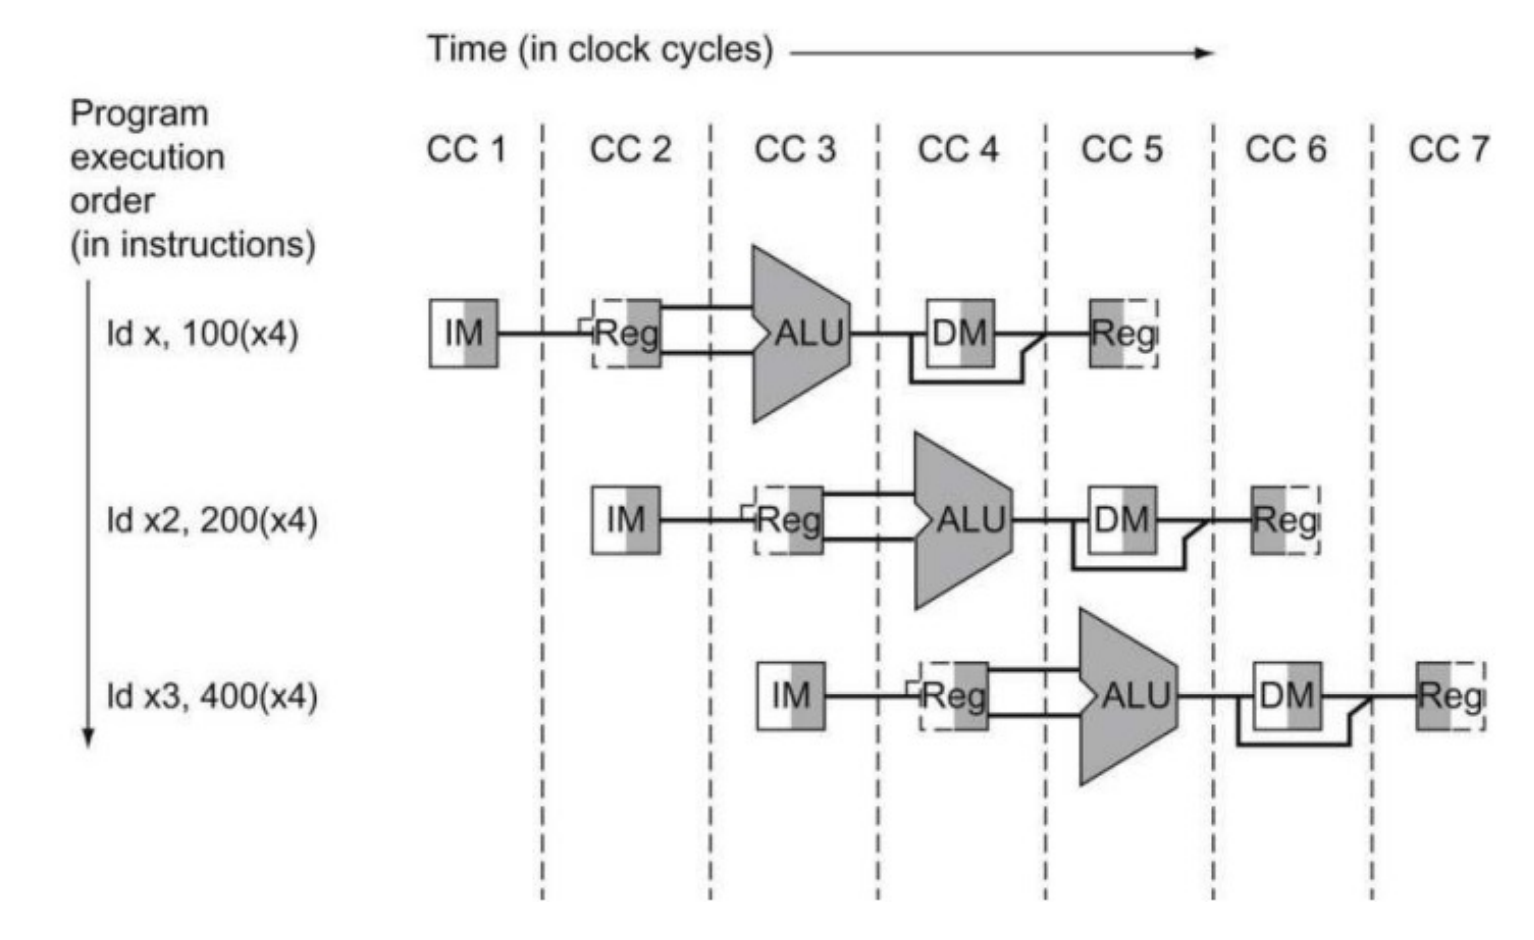 Time (in clock cycles)
Program
execution
order
(in instructions)
CC 1 CC 2 CC 3 CC 4 CC 5 CC 6 CC 7
ld x, 100(x4) IM Reg ALU DM Reg
ld x2, 200(x4) IM Reg ALU DM Reg
ld x3, 400(x4) IM Reg ALU DM Reg